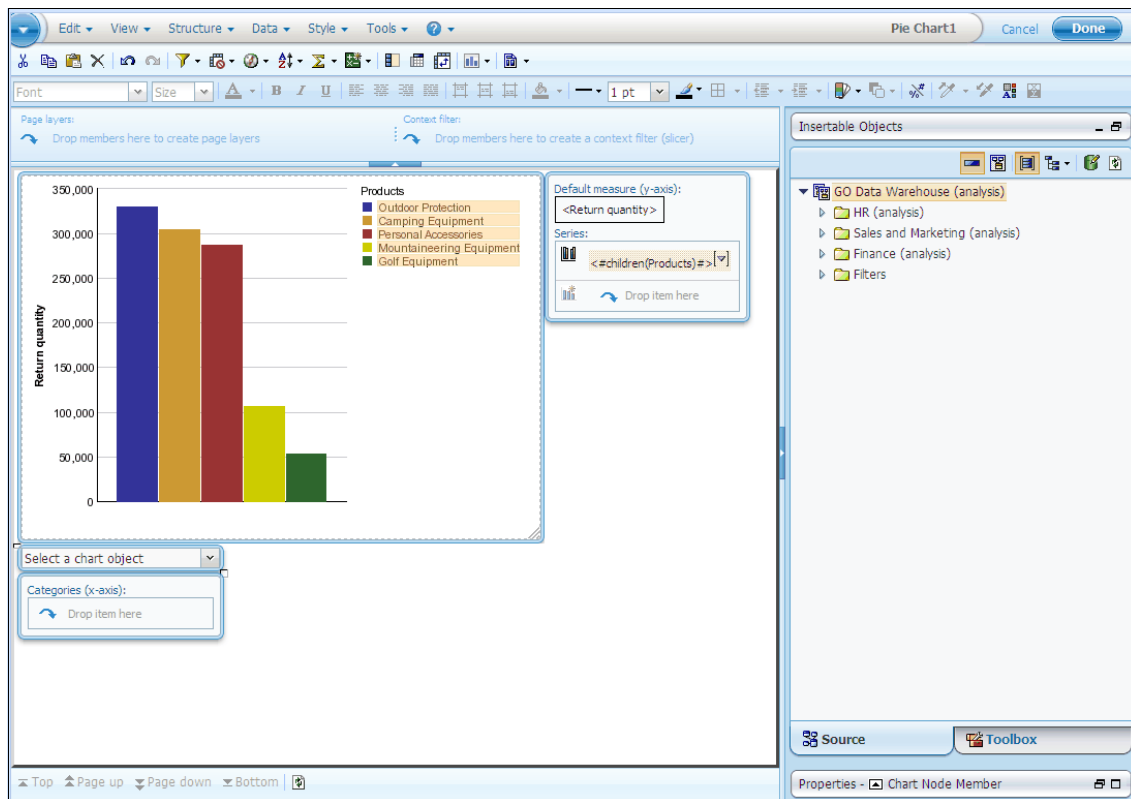 Edit View Structure Data Style Tools Pie Chart1 Cancel Done
Font Size A B I U 1 pt
Page layers: Context filter:
Drop members here to create page layers Drop members here to create a context filter (slicer)
Insertable Objects
GO Data Warehouse (analysis)
HR (analysis)
Sales and Marketing (analysis)
Finance (analysis)
Filters
350,000
300,000
250,000
200,000
150,000
100,000
50,000
0
Return quantity
Products
Outdoor Protection
Camping Equipment
Personal Accessories
Mountaineering Equipment
Golf Equipment
Default measure (y-axis):
<Return quantity>
Series:
<#children(Products)#>
Drop item here
Select a chart object
Categories (x-axis):
Drop item here
Source Toolbox
Top Page up Page down Bottom
Properties - Chart Node Member